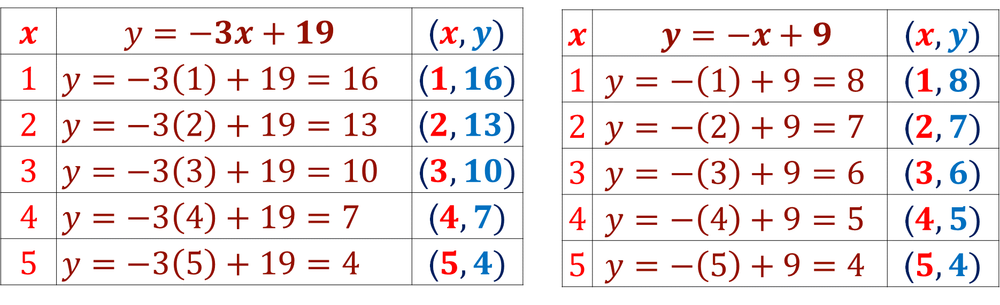 x y = −3x + 19 (x, y)
1 y = −3(1) + 19 = 16 (1, 16)
2 y = −3(2) + 19 = 13 (2, 13)
3 y = −3(3) + 19 = 10 (3, 10)
4 y = −3(4) + 19 = 7 (4, 7)
5 y = −3(5) + 19 = 4 (5, 4)
x y = −x + 9 (x, y)
1 y = −(1) + 9 = 8 (1, 8)
2 y = −(2) + 9 = 7 (2, 7)
3 y = −(3) + 9 = 6 (3, 6)
4 y = −(4) + 9 = 5 (4, 5)
5 y = −(5) + 9 = 4 (5, 4)